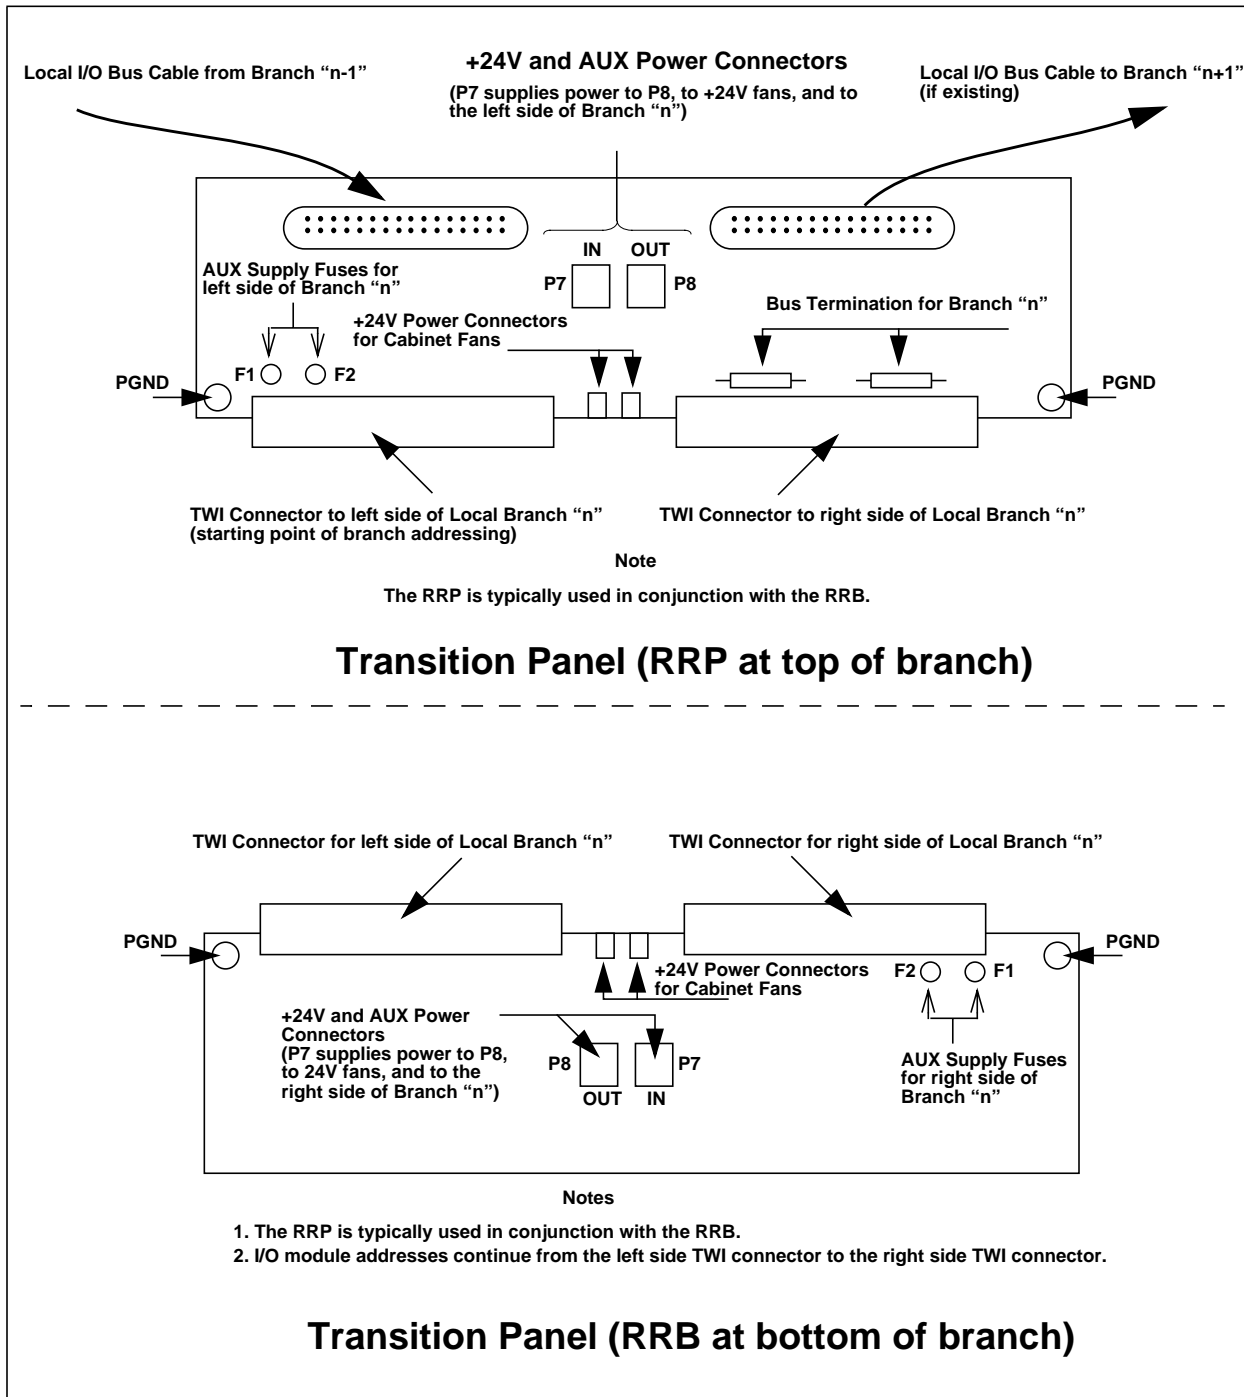 Local I/O Bus Cable from Branch “n-1”
+24V and AUX Power Connectors
(P7 supplies power to P8, to +24V fans, and to
the left side of Branch “n”)
Local I/O Bus Cable to Branch “n+1”
(if existing)
IN
OUT
P7
P8
AUX Supply Fuses for
left side of Branch “n”
+24V Power Connectors
for Cabinet Fans
Bus Termination for Branch “n”
F1
F2
PGND
PGND
TWI Connector to left side of Local Branch “n”
(starting point of branch addressing)
TWI Connector to right side of Local Branch “n”
Note
The RRP is typically used in conjunction with the RRB.
Transition Panel (RRP at top of branch)
TWI Connector for left side of Local Branch “n”
TWI Connector for right side of Local Branch “n”
PGND
PGND
+24V Power Connectors
for Cabinet Fans
F2
F1
+24V and AUX Power
Connectors
(P7 supplies power to P8,
to 24V fans, and to the
right side of Branch “n”)
P8
P7
OUT
IN
AUX Supply Fuses
for right side of
Branch “n”
Notes
1. The RRP is typically used in conjunction with the RRB.
2. I/O module addresses continue from the left side TWI connector to the right side TWI connector.
Transition Panel (RRB at bottom of branch)